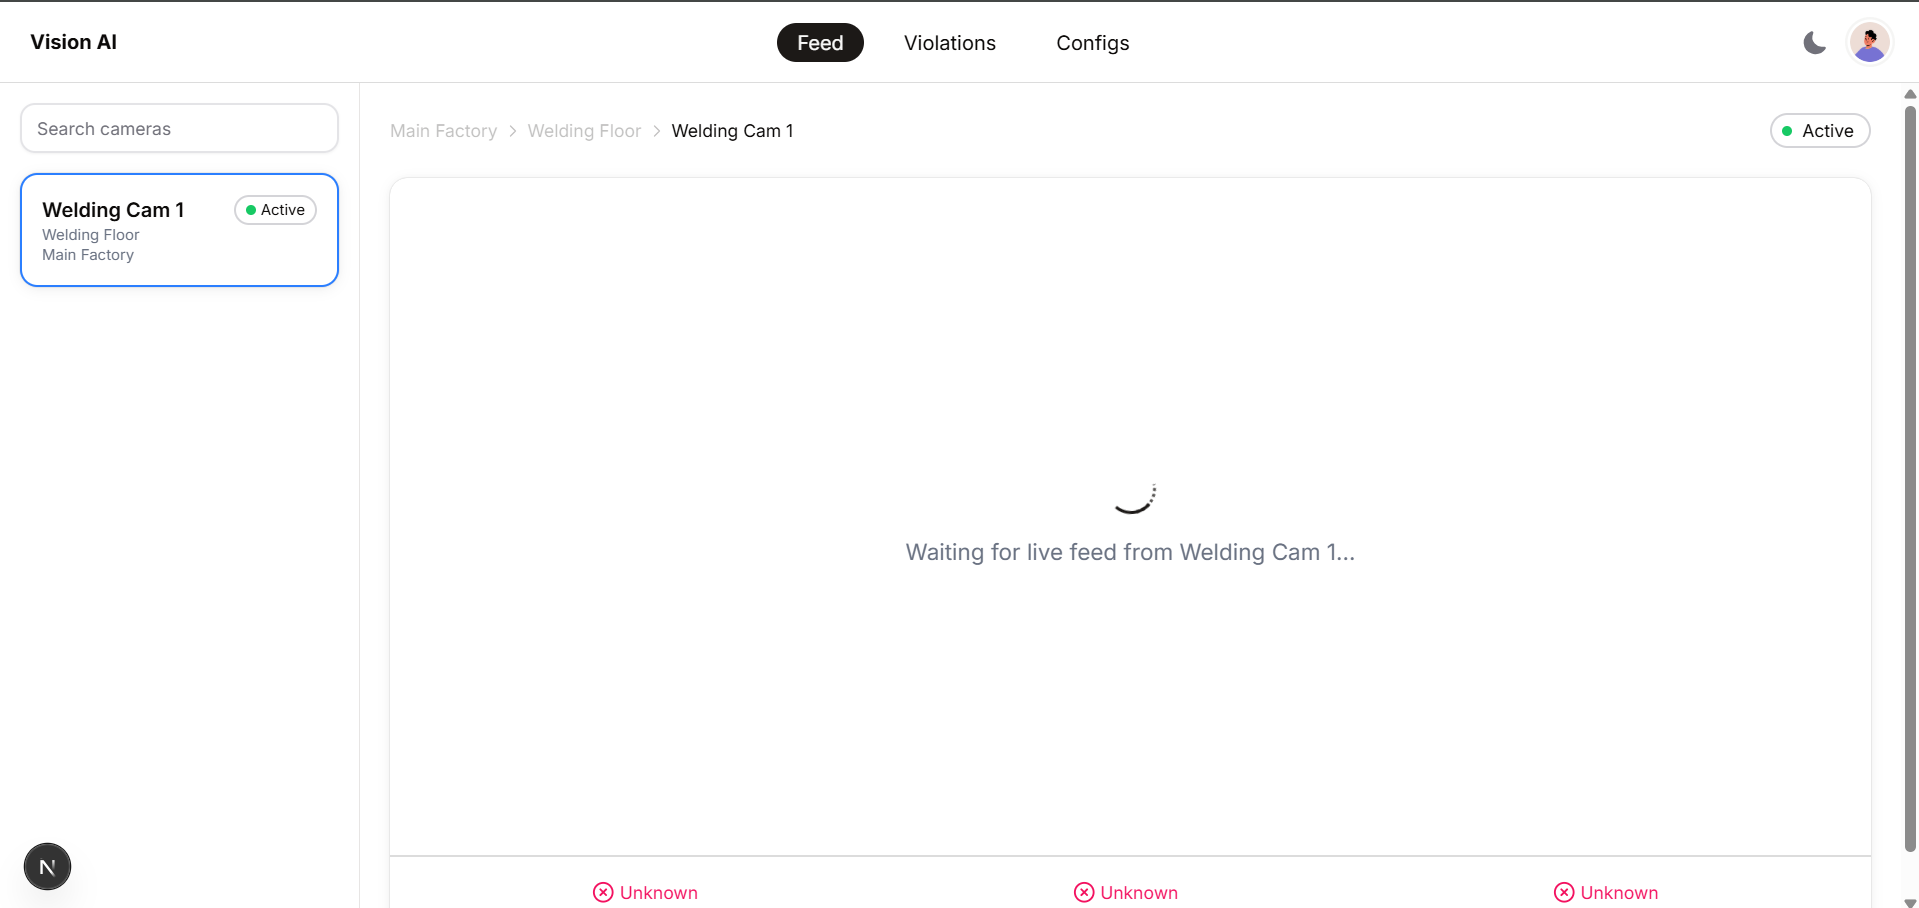 Vision AI
Feed
Violations
Configs
Search cameras
Welding Cam 1
Active
Welding Floor
Main Factory
Main Factory > Welding Floor > Welding Cam 1
Active
Waiting for live feed from Welding Cam 1...
Unknown
Unknown
Unknown
N